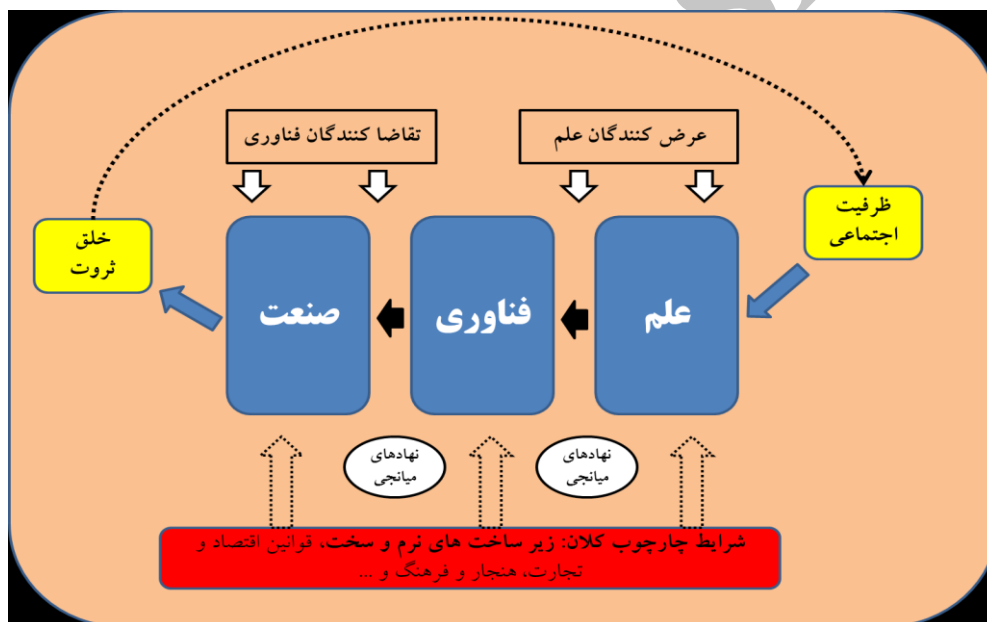 عرض کنندگان علم
تقاضا کنندگان فناوری
ظرفیت
اجتماعی
خلق
ثروت
علم
فناوری
صنعت
نهادهای
میانجی
نهادهای
میانجی
شرایط چارچوب کلان: زیر ساخت های نرم و سخت، قوانین اقتصاد و
تجارت، هنجار و فرهنگ و ...